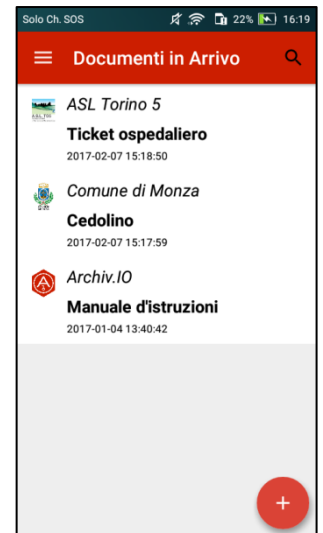 Solo Ch. SOS 22% 16:19
Documenti in Arrivo
ASL Torino 5
Ticket ospedaliero
2017-02-07 15:18:50
Comune di Monza
Cedolino
2017-02-07 15:17:59
Archiv.IO
Manuale d'istruzioni
2017-01-04 13:40:42